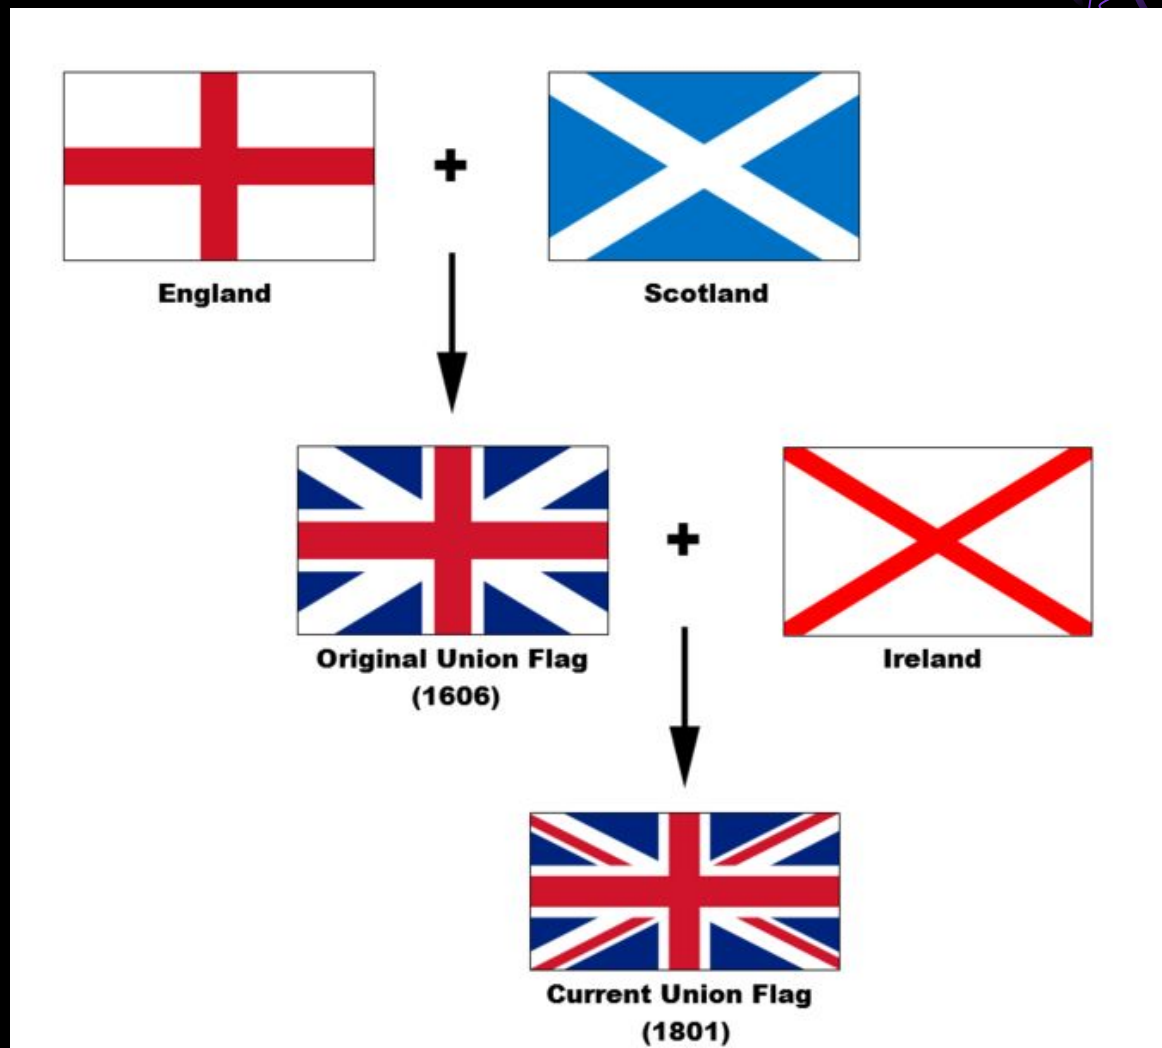 England
Scotland
Original Union Flag
(1606)
Ireland
Current Union Flag
(1801)